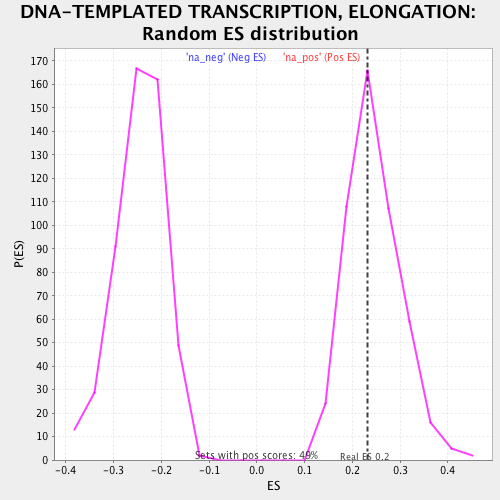 DNA-TEMPLATED TRANSCRIPTION, ELONGATION:
Random ES distribution
'na_neg' (Neg ES) 'na_pos' (Pos ES)
170
160
150
140
130
120
110
100
90
80
70
60
50
40
30
20
10
0
P(ES)
Sets with pos scores: 49%
Real ES 0.2
-0.4 -0.3 -0.2 -0.1 0.0 0.1 0.2 0.3 0.4
ES